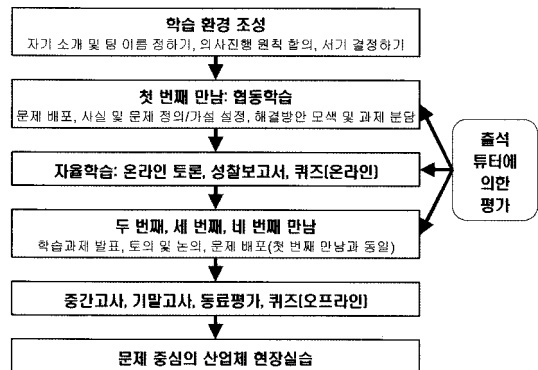 학습 환경 조성
자기 소개 및 팀 이름 정하기, 의사진행 원칙 합의, 서기 결정하기
첫 번째 만남: 협동학습
문제 배포, 사실 및 문제 정의/가설 설정, 해결방안 모색 및 과제 분담
자율학습: 온라인 토론, 성찰보고서, 퀴즈(온라인)
두 번째, 세 번째, 네 번째 만남
학습과제 발표, 토의 및 논의, 문제 배포(첫 번째 만남과 동일)
중간고사, 기말고사, 동료평가, 퀴즈(오프라인)
문제 중심의 산업체 현장실습
출석
튜터에
의한
평가